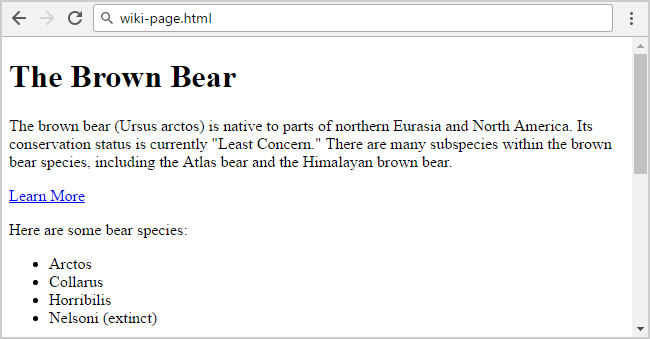 wiki-page.html
The Brown Bear
The brown bear (Ursus arctos) is native to parts of northern Eurasia and North America. Its
conservation status is currently "Least Concern." There are many subspecies within the brown
bear species, including the Atlas bear and the Himalayan brown bear.
Learn More
Here are some bear species:
• Arctos
• Collarus
• Horribilis
• Nelsoni (extinct)